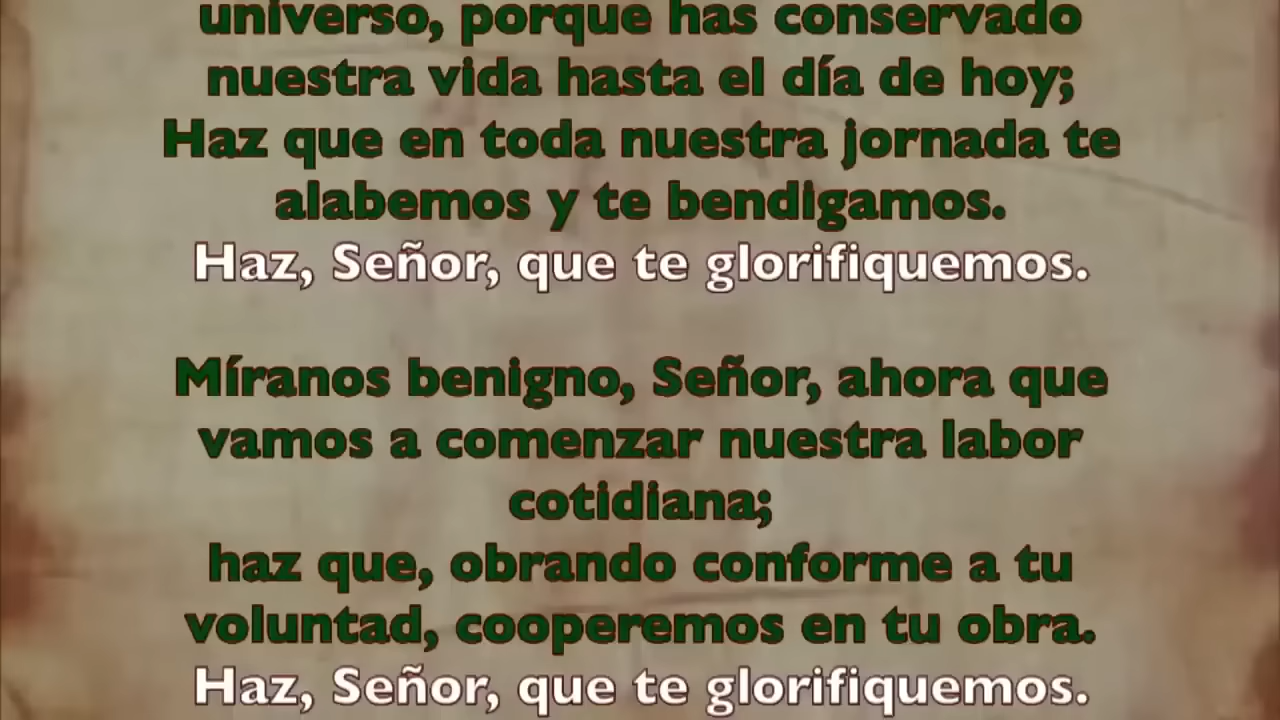 universo, porque has conservado
nuestra vida hasta el día de hoy;
Haz que en toda nuestra jornada te
alabemos y te bendigamos.
Haz, Señor, que te glorifiquemos.
Míranos benigno, Señor, ahora que
vamos a comenzar nuestra labor
cotidiana;
haz que, obrando conforme a tu
voluntad, cooperemos en tu obra.
Haz, Señor, que te glorifiquemos.